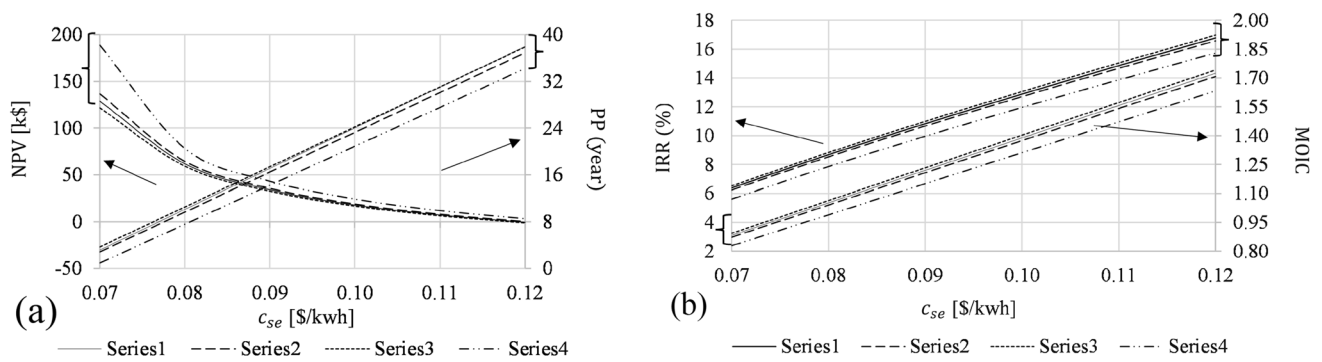 200
150
100
50
0
-50
NPV [k$]
40
32
24
16
8
0
PP (year)
0.07 0.08 0.09 0.10 0.11 0.12
c_se [$/kwh]
(a)
Series1 Series2 Series3 Series4
18
16
14
12
10
8
6
4
2
IRR (%)
2.00
1.85
1.70
1.55
1.40
1.25
1.10
0.95
0.80
MOIC
0.07 0.08 0.09 0.10 0.11 0.12
c_se [$/kwh]
(b)
Series1 Series2 Series3 Series4